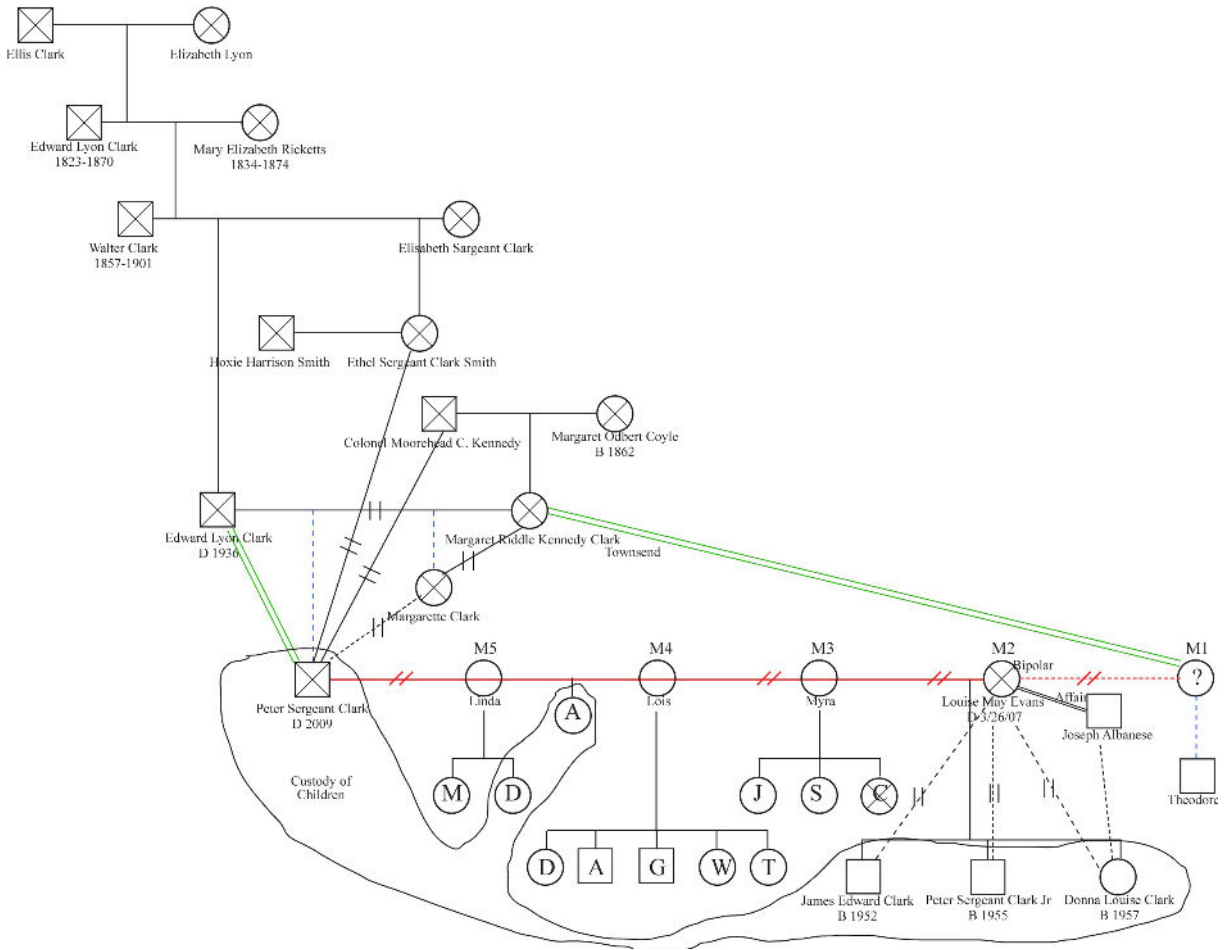 Ellis Clark
Elizabeth Lyon
Edward Lyon Clark
1823-1870
Mary Elizabeth Ricketts
1834-1874
Walter Clark
1857-1901
Elisabeth Sargeant Clark
Hoxie Harrison Smith
Ethel Sergeant Clark Smith
Colonel Moorehead C. Kennedy
Margaret Odbert Coyle
B 1862
Edward Lyon Clark
D 1936
Margaret Riddle Kennedy Clark
Townsend
Margarette Clark
M5
M4
M3
M2
M1
Bipolar
?
Peter Sergeant Clark
D 2009
Linda
A
Lois
Myra
Louise May Evans
D 3/26/07
Affair
Joseph Albanese
Custody of
Children
M
D
J
S
C
Theodore
D
A
G
W
T
James Edward Clark
B 1952
Peter Sergeant Clark Jr
B 1955
Donna Louise Clark
B 1957